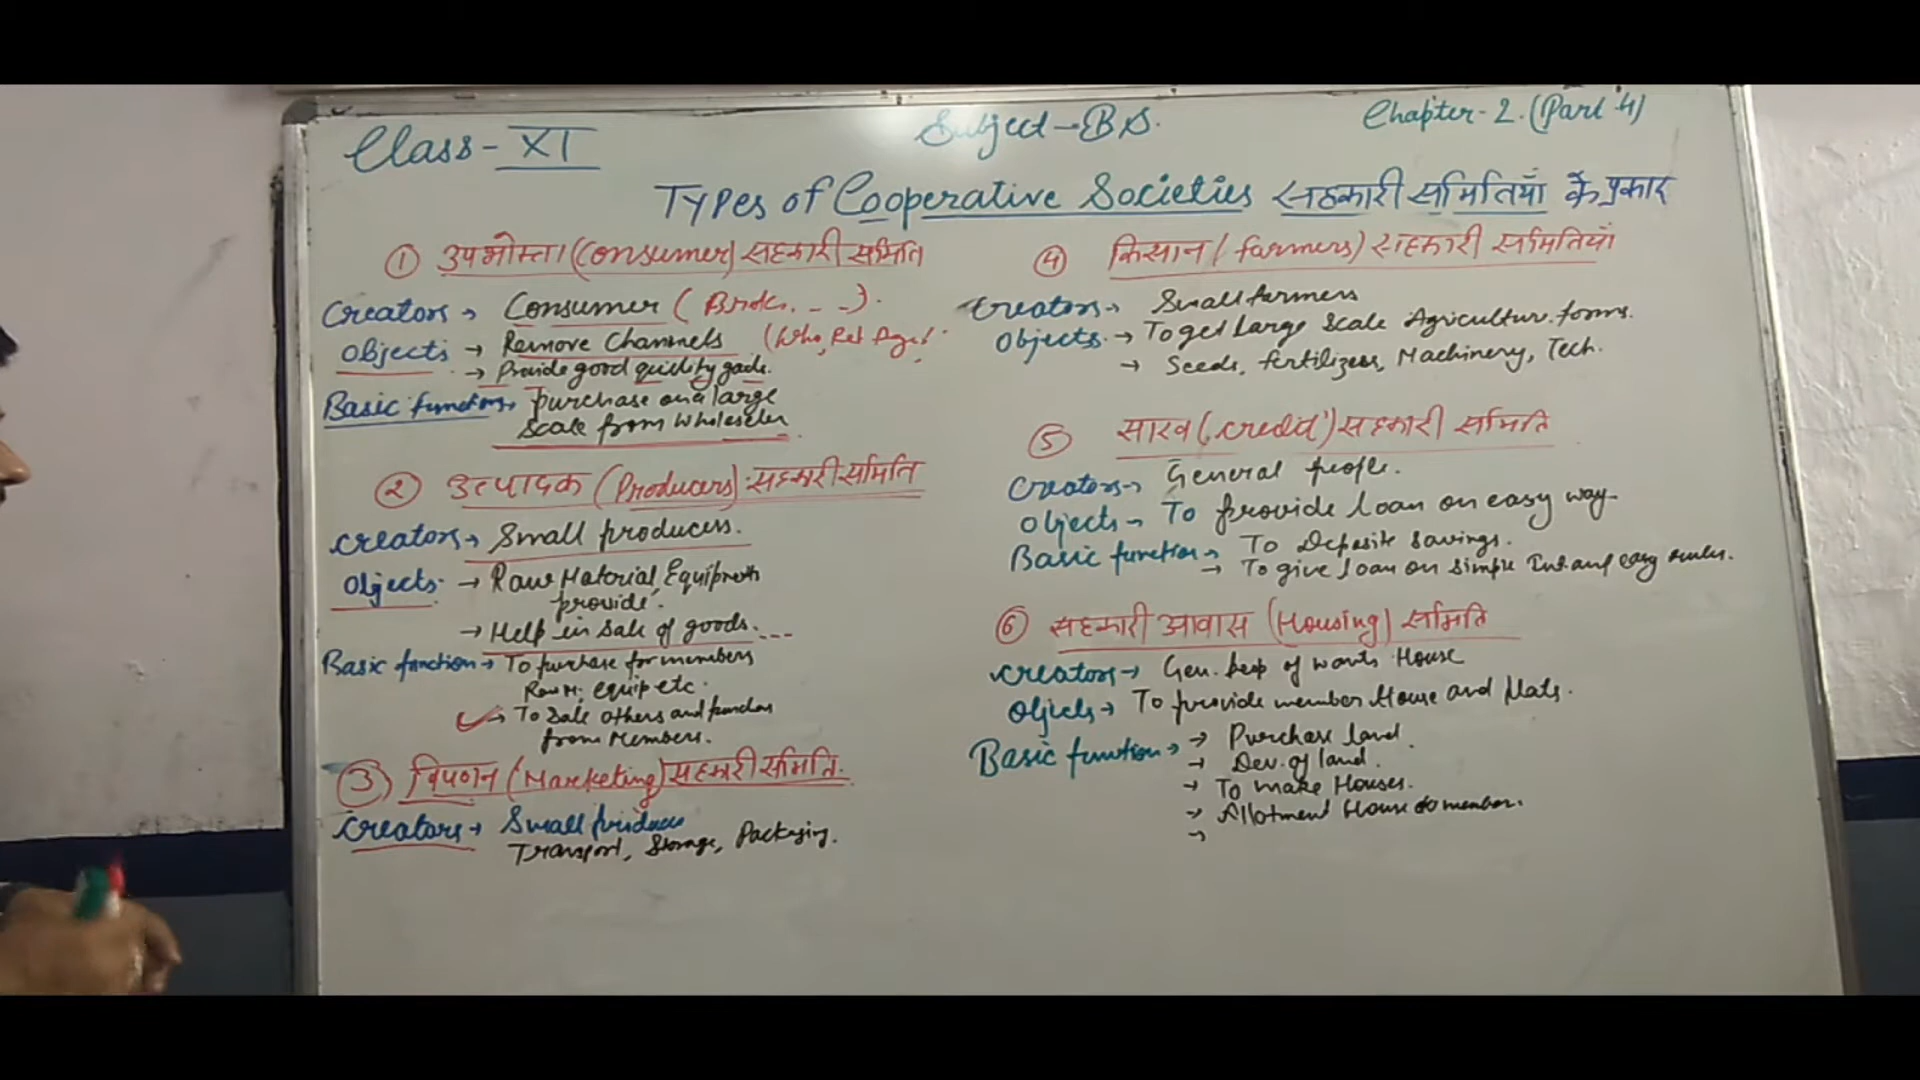 Class - XI
Subject - B.S.
Chapter - 2. (Part 4)
Types of Cooperative Societies सहकारी समितियाँ के प्रकार
① उपभोक्ता (Consumer) सहकारी समिति
Creators → Consumer
Objects → Remove Channels
→ Provide good quality goods.
Basic function → Purchase on a large
Scale from Wholesaler
② उत्पादक (Producers) सहकारी समिति
Creators → Small producers.
Objects → Raw Material, Equipments
provide.
→ Help in Sale of goods.---
Basic function → To purchase for members
Raw M, equip etc.
→ To Sale others and purchas
from Members.
③ विपणन (Marketing) सहकारी समिति.
Creators → Small produces
Transport, Storage, Packaging.
④ किसान (farmers) सहकारी समितियाँ
Creators → Small farmers
Objects → To get Large Scale Agricultur. forms.
→ Seeds, fertilizers, Machinery, Tech.
⑤ साख (credit) सहकारी समिति
Creators → General people.
Objects → To provide loan on easy way
Basic function → To Deposite savings.
→ To give loan on simple Int. and easy rules.
⑥ सहकारी आवास (Housing) समिति
Creators → Gen. peop of wants House
Objects → To provide member House and flats.
Basic function → → Purchase land.
→ Dev. of land.
→ To make Houses.
→ Allotment House to member.
→